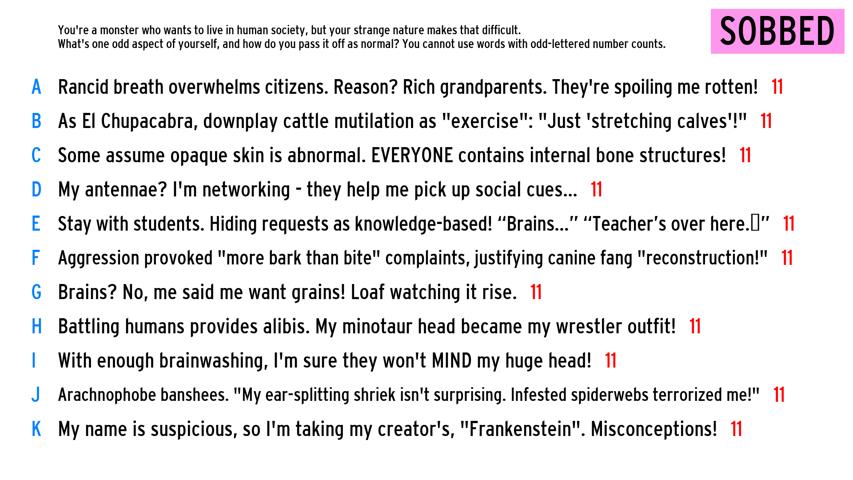 You're a monster who wants to live in human society, but your strange nature makes that difficult.
What's one odd aspect of yourself, and how do you pass it off as normal? You cannot use words with odd-lettered number counts.
SOBBED
A Rancid breath overwhelms citizens. Reason? Rich grandparents. They're spoiling me rotten! 11
B As El Chupacabra, downplay cattle mutilation as "exercise": "Just 'stretching calves'!" 11
C Some assume opaque skin is abnormal. EVERYONE contains internal bone structures! 11
D My antennae? I'm networking - they help me pick up social cues... 11
E Stay with students. Hiding requests as knowledge-based! “Brains...” “Teacher’s over here.▯” 11
F Aggression provoked "more bark than bite" complaints, justifying canine fang "reconstruction!" 11
G Brains? No, me said me want grains! Loaf watching it rise. 11
H Battling humans provides alibis. My minotaur head became my wrestler outfit! 11
I With enough brainwashing, I'm sure they won't MIND my huge head! 11
J Arachnophobe banshees. "My ear-splitting shriek isn't surprising. Infested spiderwebs terrorized me!" 11
K My name is suspicious, so I'm taking my creator's, "Frankenstein". Misconceptions! 11